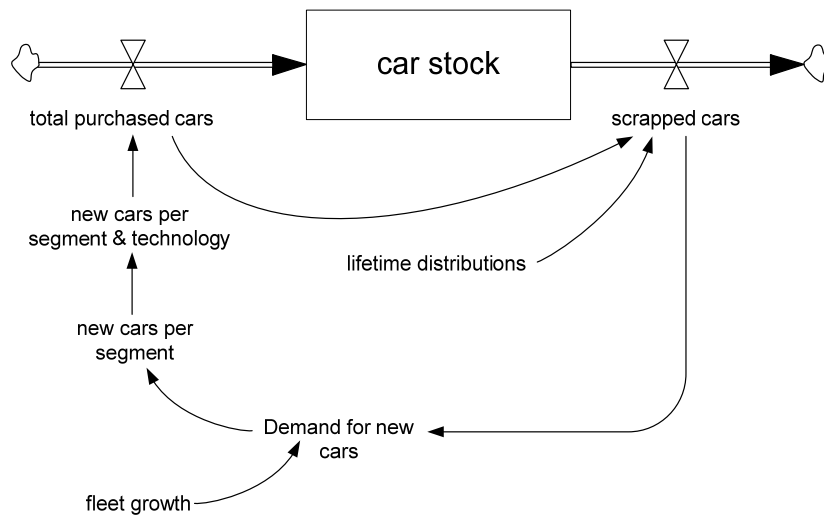 car stock
total purchased cars
scrapped cars
new cars per
segment & technology
lifetime distributions
new cars per
segment
Demand for new
cars
fleet growth